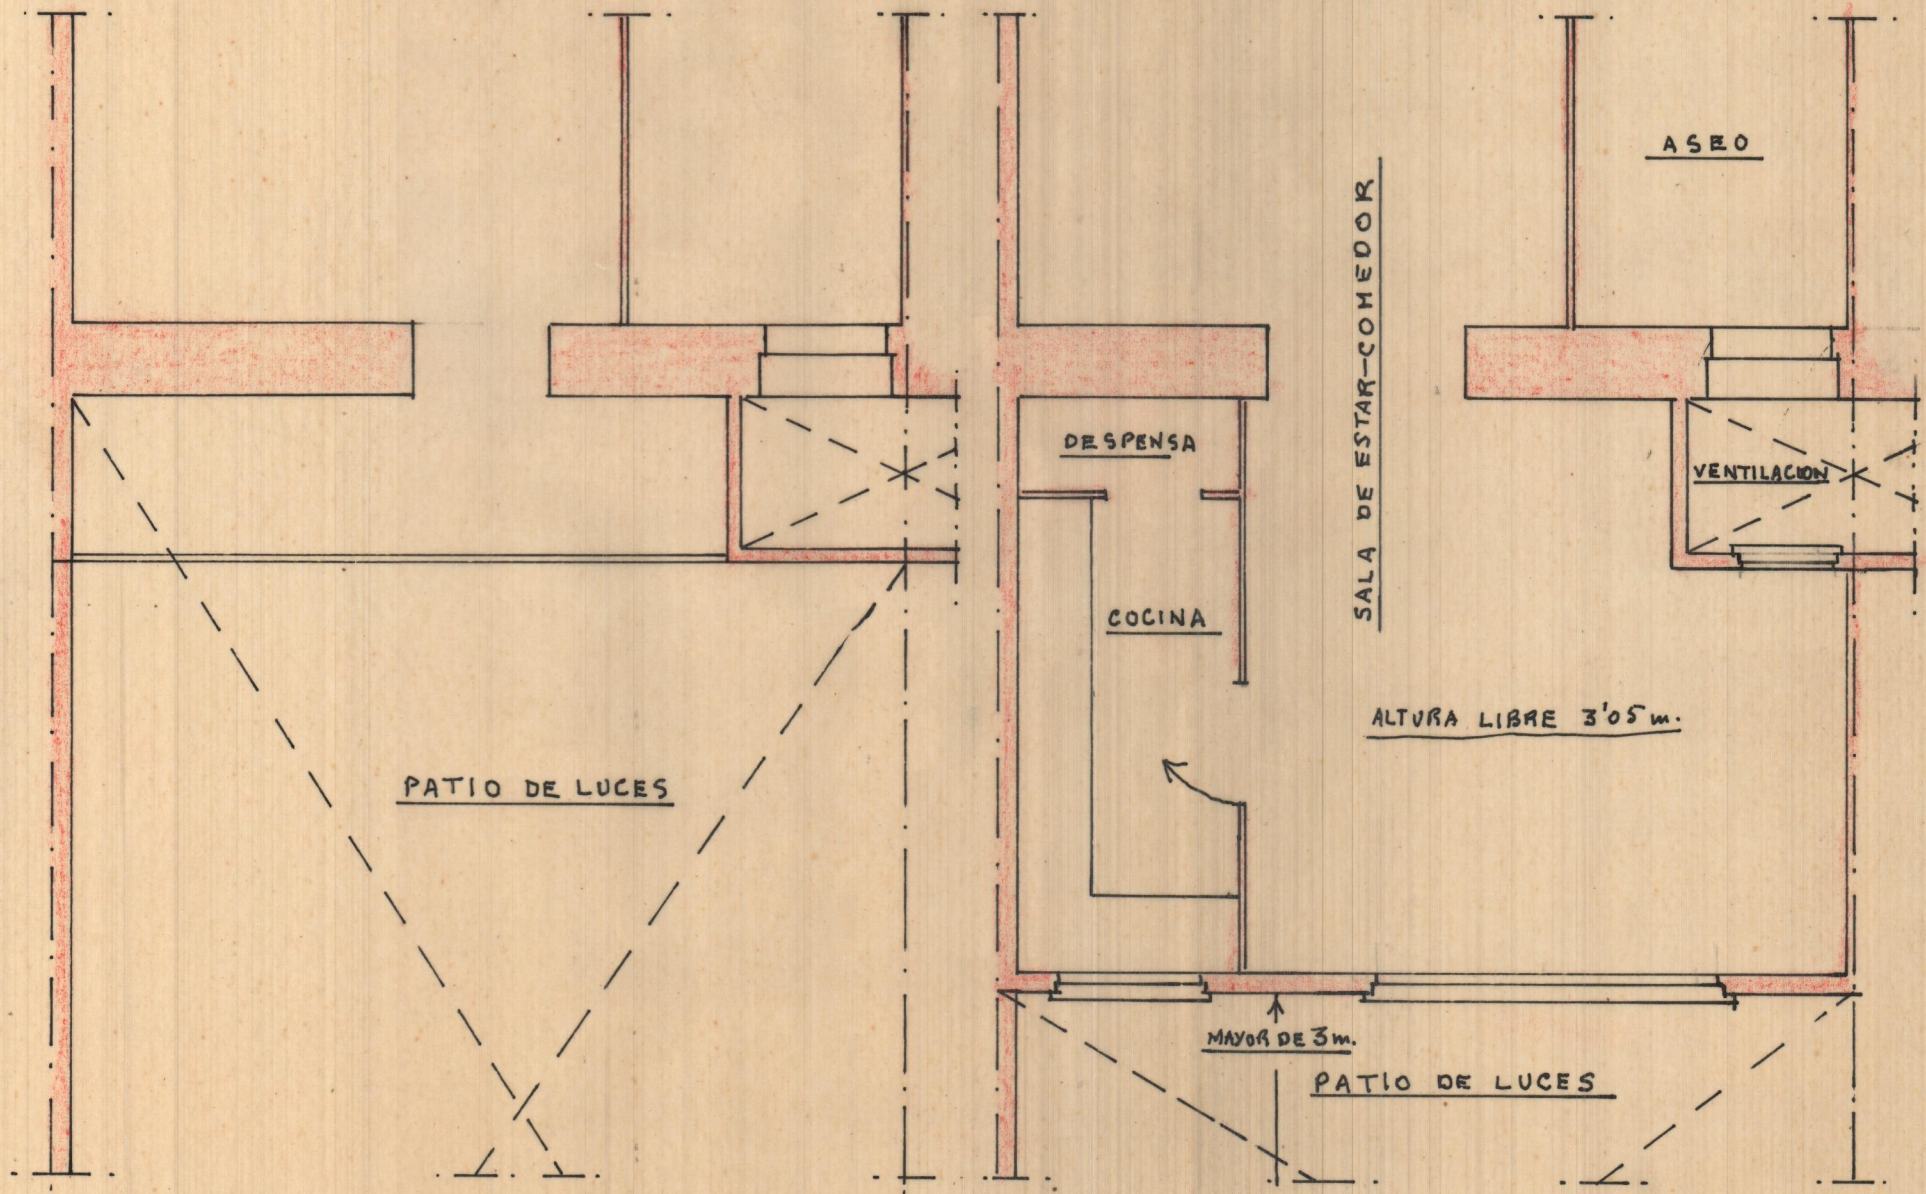 ASEO
SALA DE ESTAR-COMEDOR
DESPENSA
VENTILACION
COCINA
ALTURA LIBRE 3'05 m.
PATIO DE LUCES
MAYOR DE 3 m.
PATIO DE LUCES